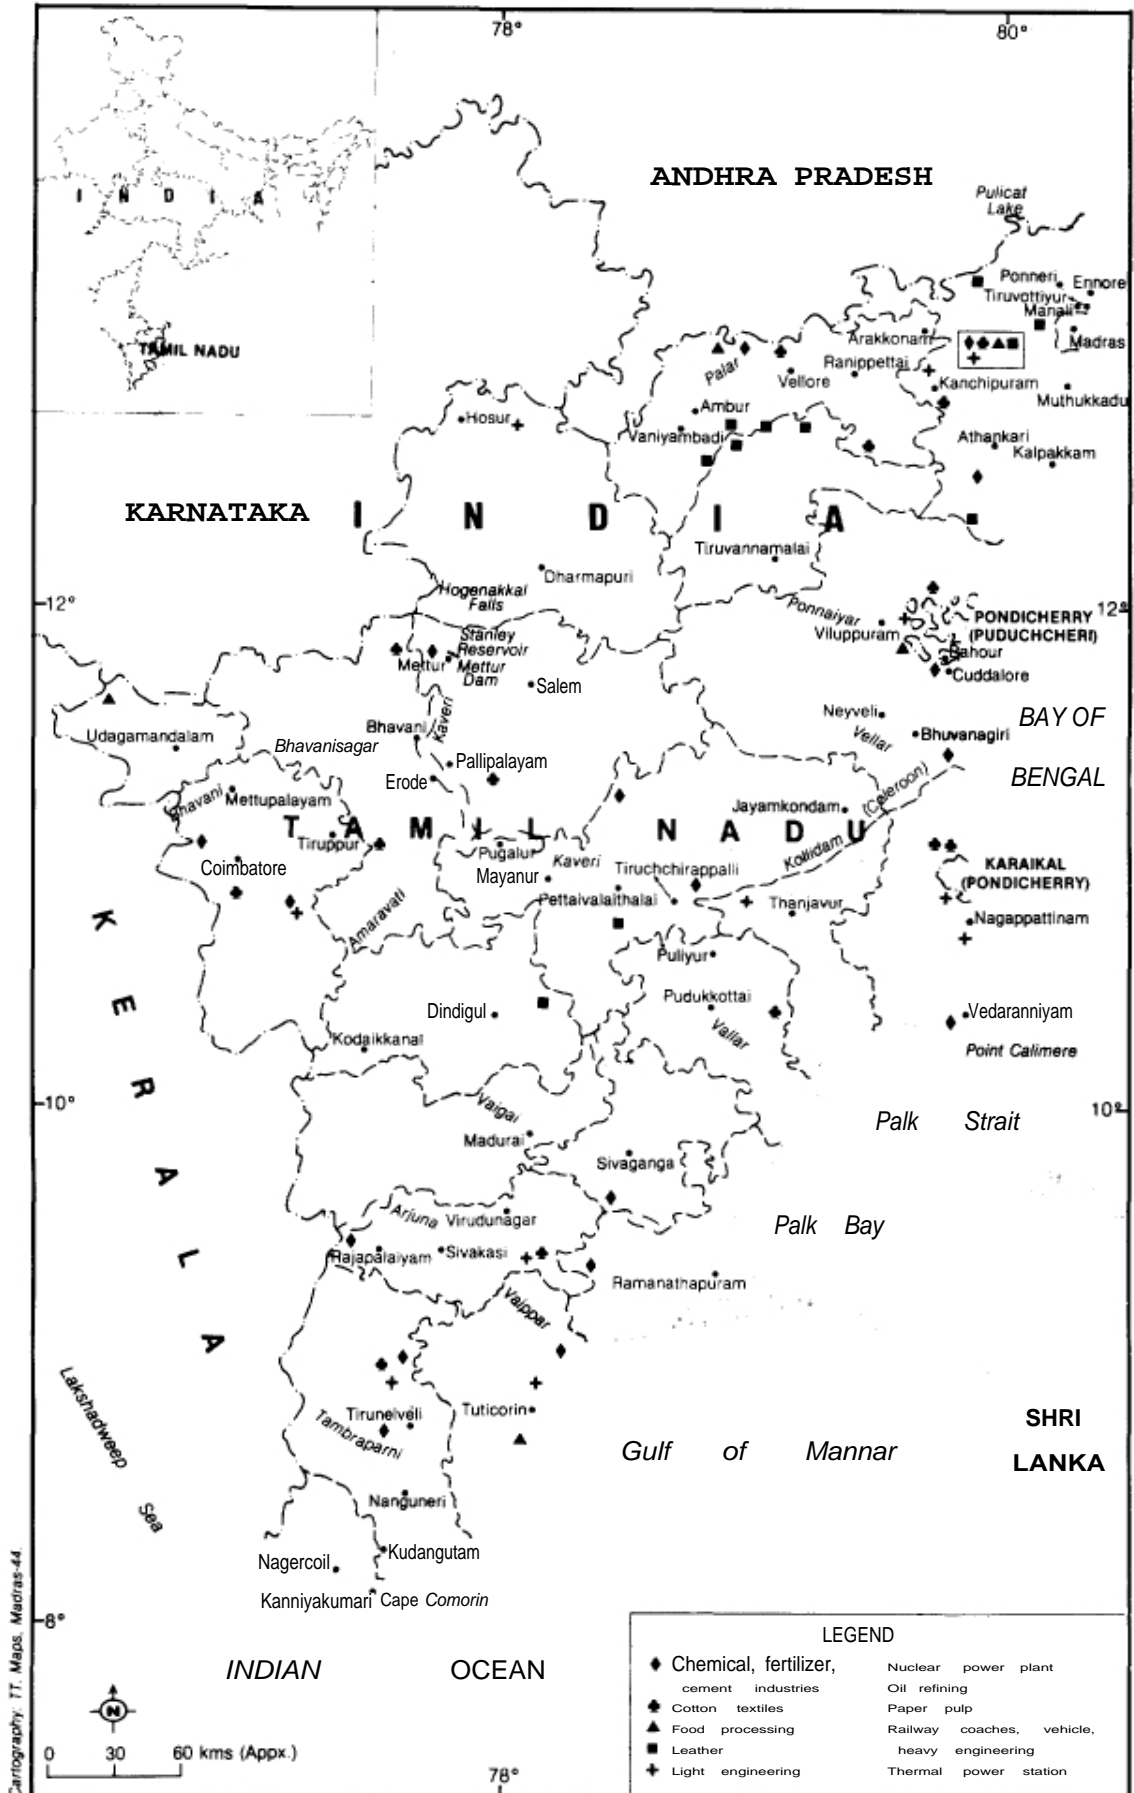 78°
80°
ANDHRA PRADESH
Pulicat
Lake
I N D I A
TAMIL NADU
Ponneri
Ennore
Tiruvottiyur
Manali
Madras
Arakkonam
Palar
Ranippettai
Vellore
Kanchipuram
Muthukkadu
Hosur
Ambur
Vaniyambadi
Athankari
Kalpakkam
KARNATAKA
I N D I A
Tiruvannamalai
Dharmapuri
Hogenakkal
Falls
12°
12°
Ponnaiyar
PONDICHERRY
(PUDUCHCHERI)
Viluppuram
Bahour
Cuddalore
Stanley
Reservoir
Mettur
Mettur
Dam
Salem
Kaveri
Udagamandalam
Bhavani
Bhavanisagar
Neyveli
Vellar
Bhuvanagiri
BAY OF
BENGAL
Pallipalayam
Erode
Bhavani
Mettupalayam
Jayamkondam
(Coleroon)
Kollidam
T A M I L N A D U
Tiruppur
Pugalur
Kaveri
Coimbatore
Mayanur
Tiruchchirappalii
KARAIKAL
(PONDICHERRY)
Pettaivalaithalai
Thanjavur
Nagappattinam
Amaravati
Puliyur
Pudukkottai
Vallar
Dindigul
Vedaranniyam
Point Calimere
Kodaikkanal
KERALA
10°
10°
Vaigai
Madurai
Palk Strait
Sivaganga
Palk Bay
Arjuna
Virudunagar
Rajapalaiyam
Sivakasi
Ramanathapuram
Vaippar
Lakshadweep
Sea
Tirunelveli
Tambraparni
Tuticorin
Gulf of Mannar
SHRI
LANKA
Nanguneri
Nagercoil
Kudangutam
Kanniyakumari
Cape Comorin
8°
INDIAN OCEAN
N
0 30 60 kms (Appx.)
78°
Cartography: TT. Maps, Madras-44.
LEGEND
Chemical, fertilizer,
cement industries
Cotton textiles
Food processing
Leather
Light engineering
Nuclear power plant
Oil refining
Paper pulp
Railway coaches, vehicle,
heavy engineering
Thermal power station